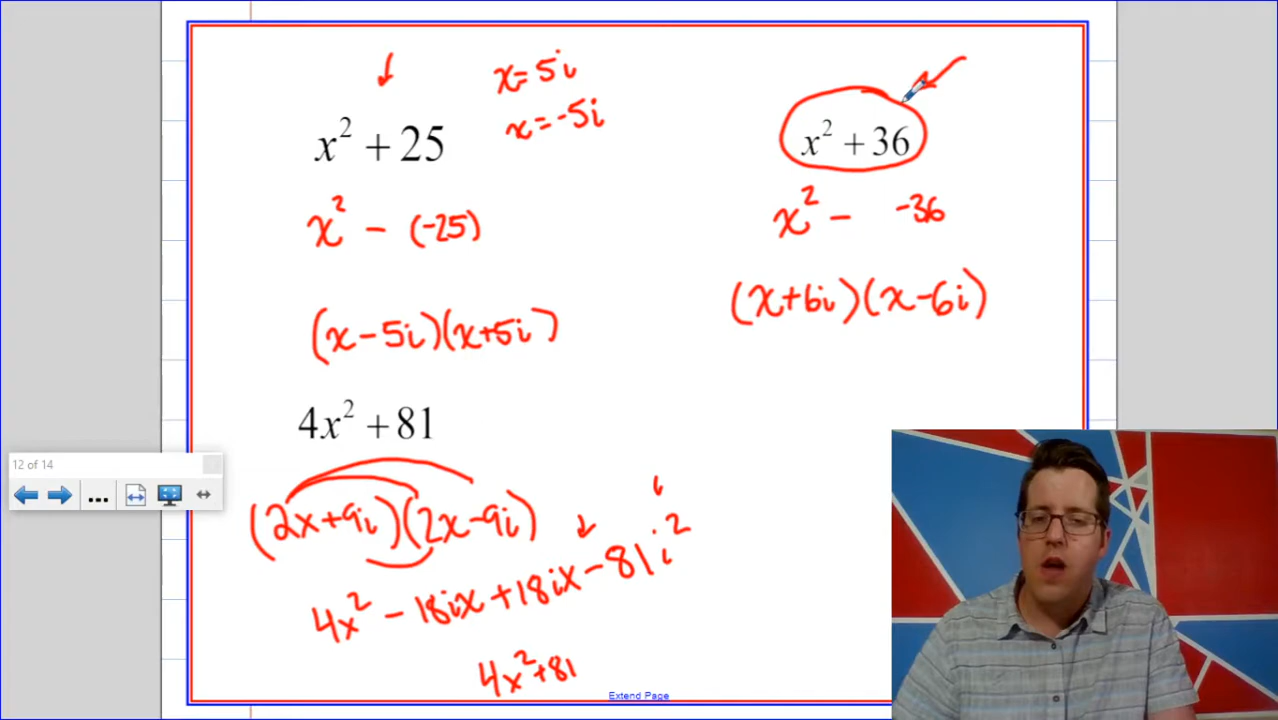 x² + 25
x = 5i
x = -5i
x² - (-25)
(x - 5i)(x + 5i)
x² + 36
x² - -36
(x + 6i)(x - 6i)
4x² + 81
(2x + 9i)(2x - 9i)
4x² - 18ix + 18ix - 81i²
4x² + 81
12 of 14
...
Extend Page